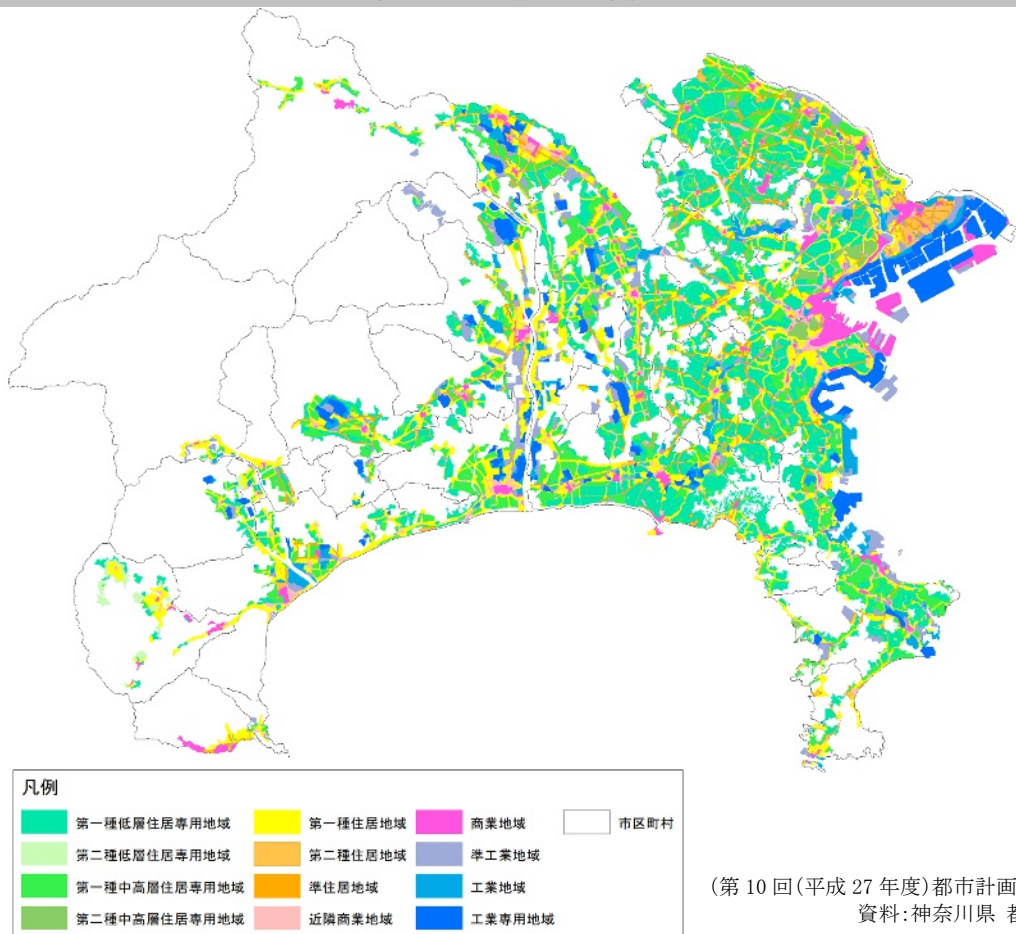 凡例
第一種低層住居専用地域
第二種低層住居専用地域
第一種中高層住居専用地域
第二種中高層住居専用地域
第一種住居地域
第二種住居地域
準住居地域
近隣商業地域
商業地域
準工業地域
工業地域
工業専用地域
市区町村
(第 10 回(平成 27 年度)都市計画
資料:神奈川県